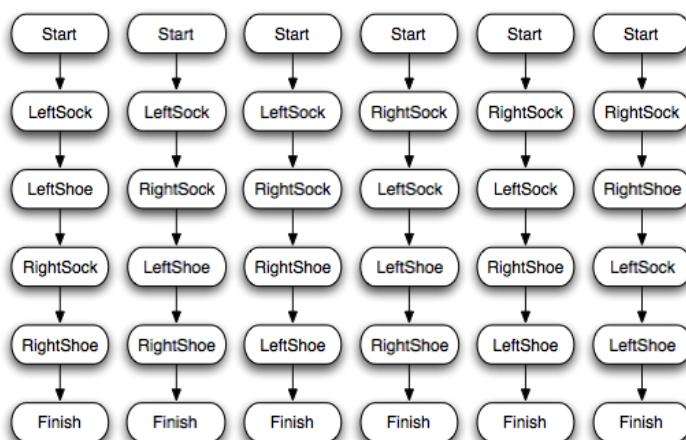 Start Start Start Start Start Start
LeftSock LeftSock LeftSock RightSock RightSock RightSock
LeftShoe RightSock RightSock LeftSock LeftSock RightShoe
RightSock LeftShoe RightShoe LeftShoe RightShoe LeftSock
RightShoe RightShoe LeftShoe RightShoe LeftShoe LeftShoe
Finish Finish Finish Finish Finish Finish